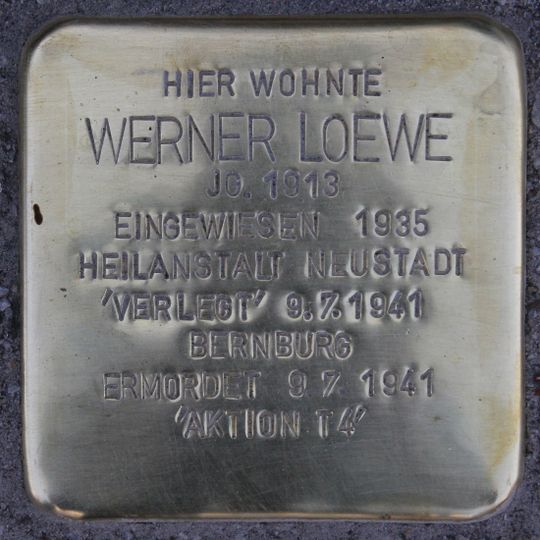 HIER WOHNTE
WERNER LOEWE
JG. 1913
EINGEWIESEN 1935
HEILANSTALT NEUSTADT
'VERLEGT' 9.7.1941
BERNBURG
ERMORDET 9.7.1941
'AKTION T4'